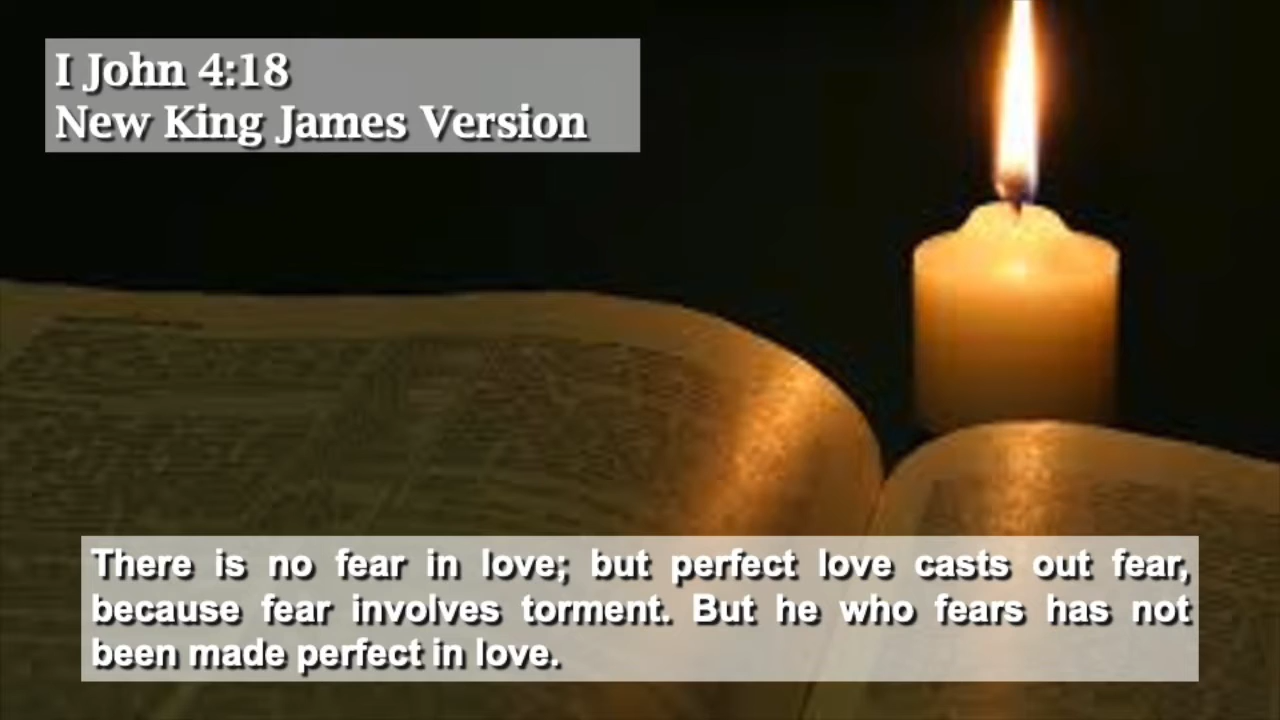 I John 4:18
New King James Version
There is no fear in love; but perfect love casts out fear,
because fear involves torment. But he who fears has not
been made perfect in love.